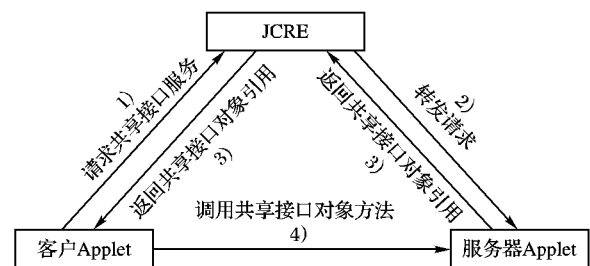 JCRE
1)
请求共享接口服务
返回共享接口对象引用
3)
2)
转发请求
返回共享接口对象引用
3)
调用共享接口对象方法
4)
客户Applet
服务器Applet